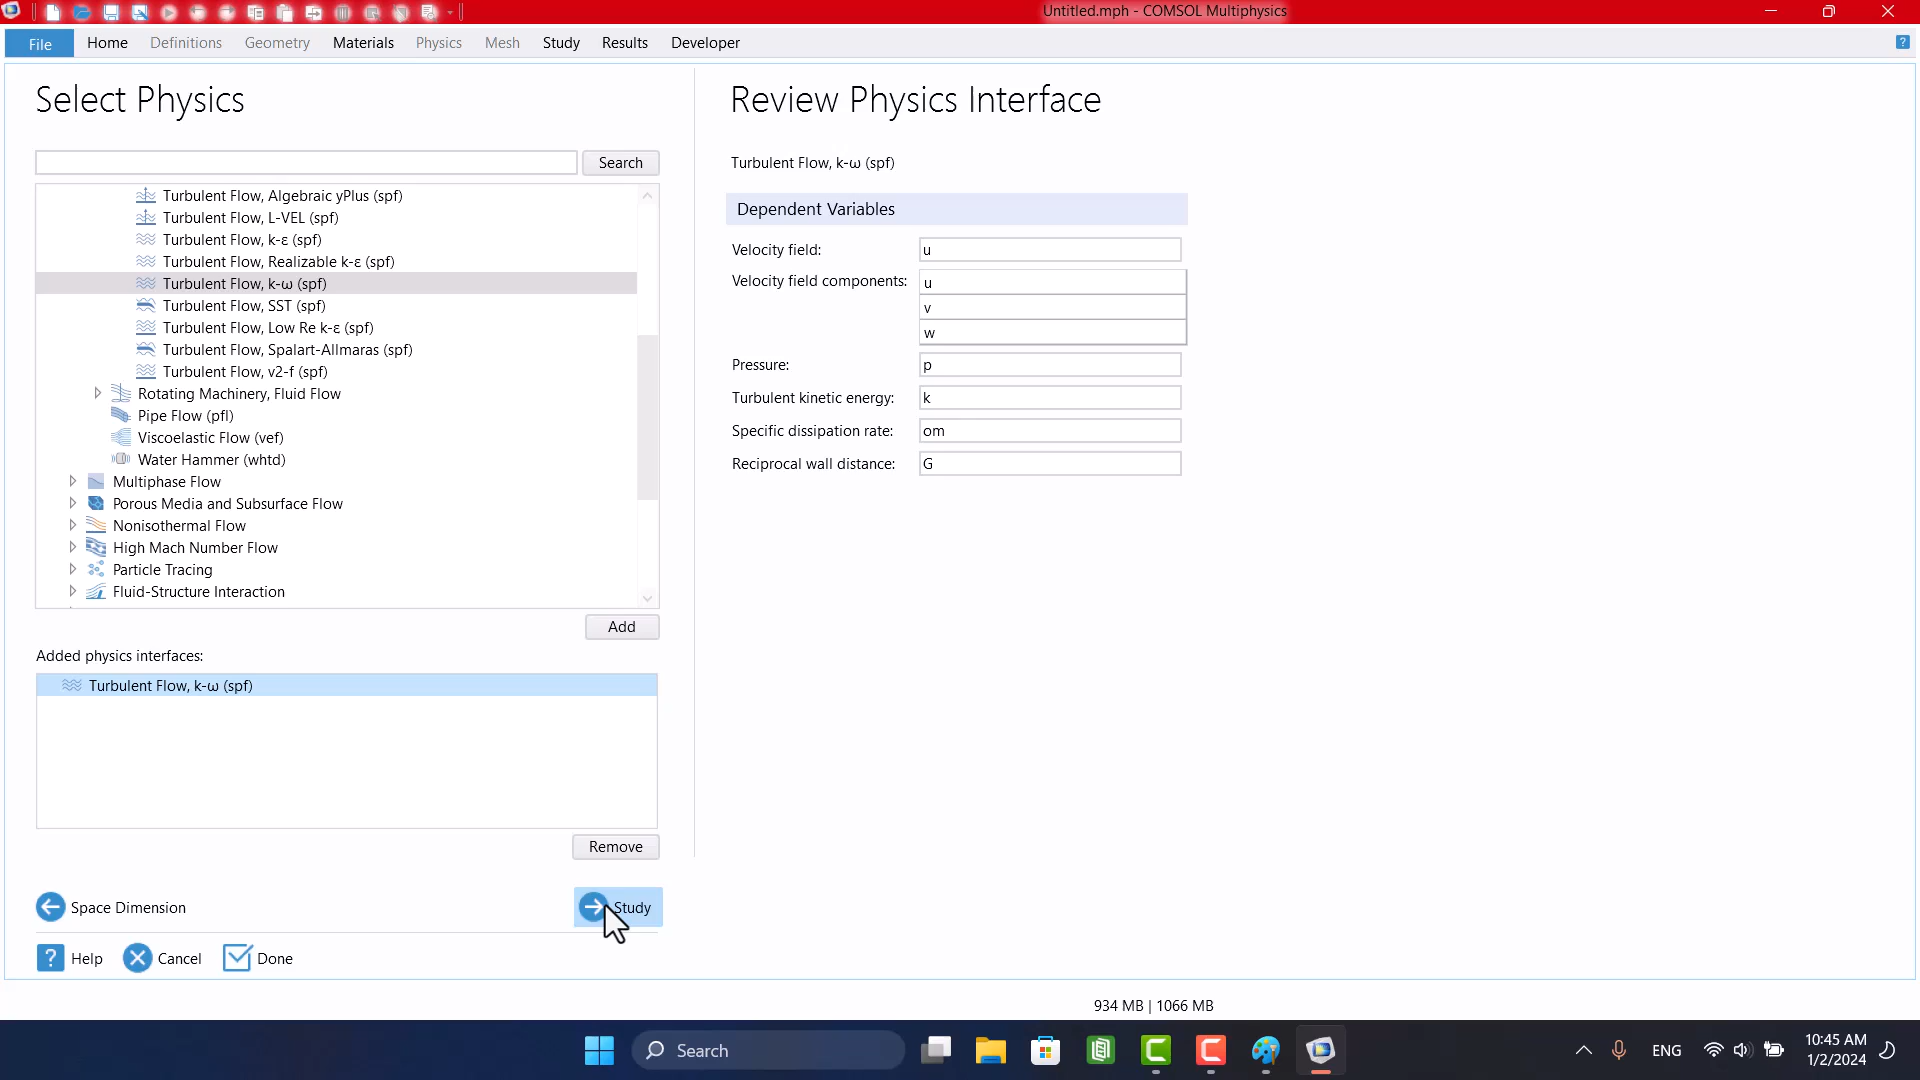 Untitled.mph - COMSOL Multiphysics
File Home Definitions Geometry Materials Physics Mesh Study Results Developer ?
Select Physics
Search
Turbulent Flow, Algebraic yPlus (spf)
Turbulent Flow, L-VEL (spf)
Turbulent Flow, k-ε (spf)
Turbulent Flow, Realizable k-ε (spf)
Turbulent Flow, k-ω (spf)
Turbulent Flow, SST (spf)
Turbulent Flow, Low Re k-ε (spf)
Turbulent Flow, Spalart-Allmaras (spf)
Turbulent Flow, v2-f (spf)
Rotating Machinery, Fluid Flow
Pipe Flow (pfl)
Viscoelastic Flow (vef)
Water Hammer (whtd)
Multiphase Flow
Porous Media and Subsurface Flow
Nonisothermal Flow
High Mach Number Flow
Particle Tracing
Fluid-Structure Interaction
Add
Added physics interfaces:
Turbulent Flow, k-ω (spf)
Remove
Space Dimension
Study
? Help Cancel Done
Review Physics Interface
Turbulent Flow, k-ω (spf)
Dependent Variables
Velocity field: u
Velocity field components: u
v
w
Pressure: p
Turbulent kinetic energy: k
Specific dissipation rate: om
Reciprocal wall distance: G
934 MB | 1066 MB
Search
ENG
10:45 AM
1/2/2024